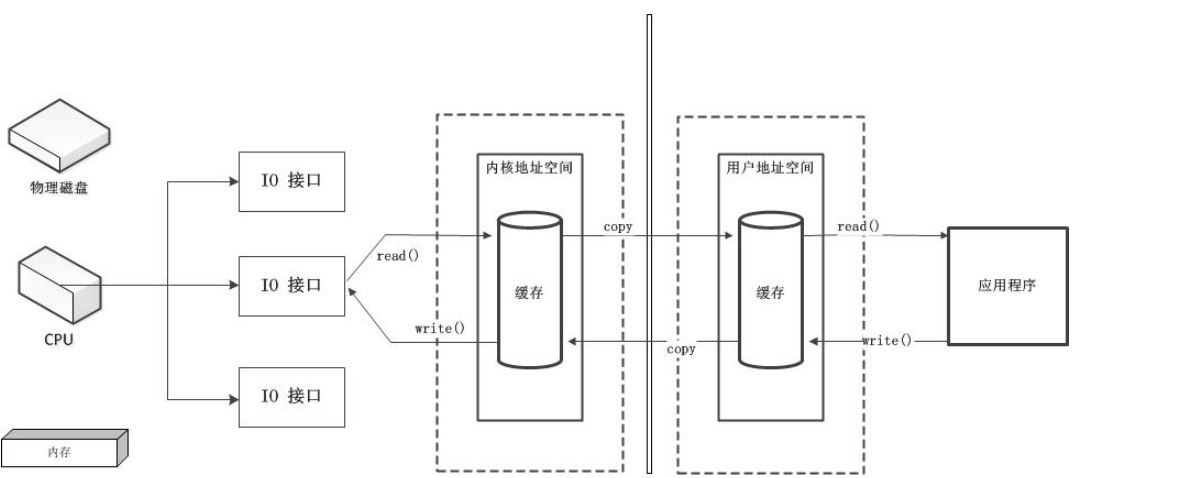 物理磁盘
CPU
内存
IO 接口
IO 接口
IO 接口
read()
write()
内核地址空间
缓存
copy
copy
用户地址空间
缓存
read()
write()
应用程序